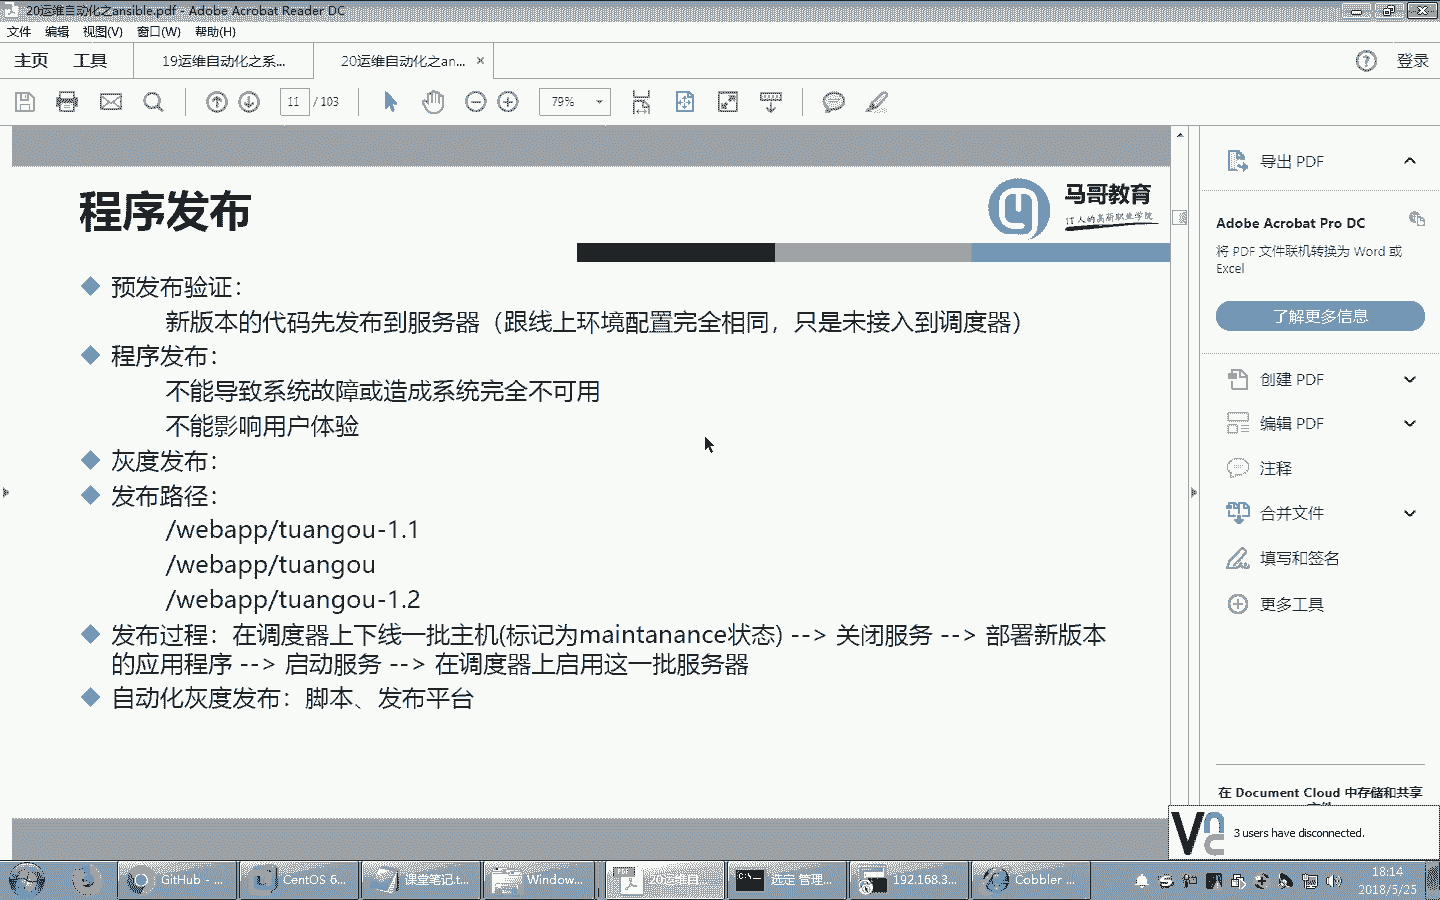 20运维自动化之ansible.pdf - Adobe Acrobat Reader DC
文件 编辑 视图(V) 窗口(W) 帮助(H)
主页 工具 19运维自动化之系... 20运维自动化之an... × 登录
11 / 103 79%
程序发布
马哥教育
IT人的高薪职业学院
预发布验证：
新版本的代码先发布到服务器（跟线上环境配置完全相同，只是未接入到调度器）
程序发布：
不能导致系统故障或造成系统完全不可用
不能影响用户体验
灰度发布：
发布路径：
/webapp/tuangou-1.1
/webapp/tuangou
/webapp/tuangou-1.2
发布过程：在调度器上下线一批主机(标记为maintanance状态) --> 关闭服务 --> 部署新版本
的应用程序 --> 启动服务 --> 在调度器上启用这一批服务器
自动化灰度发布：脚本、发布平台
导出 PDF
Adobe Acrobat Pro DC
将 PDF 文件联机转换为 Word 或
Excel
了解更多信息
创建 PDF
编辑 PDF
注释
合并文件
填写和签名
更多工具
在 Document Cloud 中存储和共享
3 users have disconnected.
GitHub - ... CentOS 6... 课堂笔记.t... Window... 20运维自... 选定 管理... 192.168.3... Cobbler ...
18:14
2018/5/25